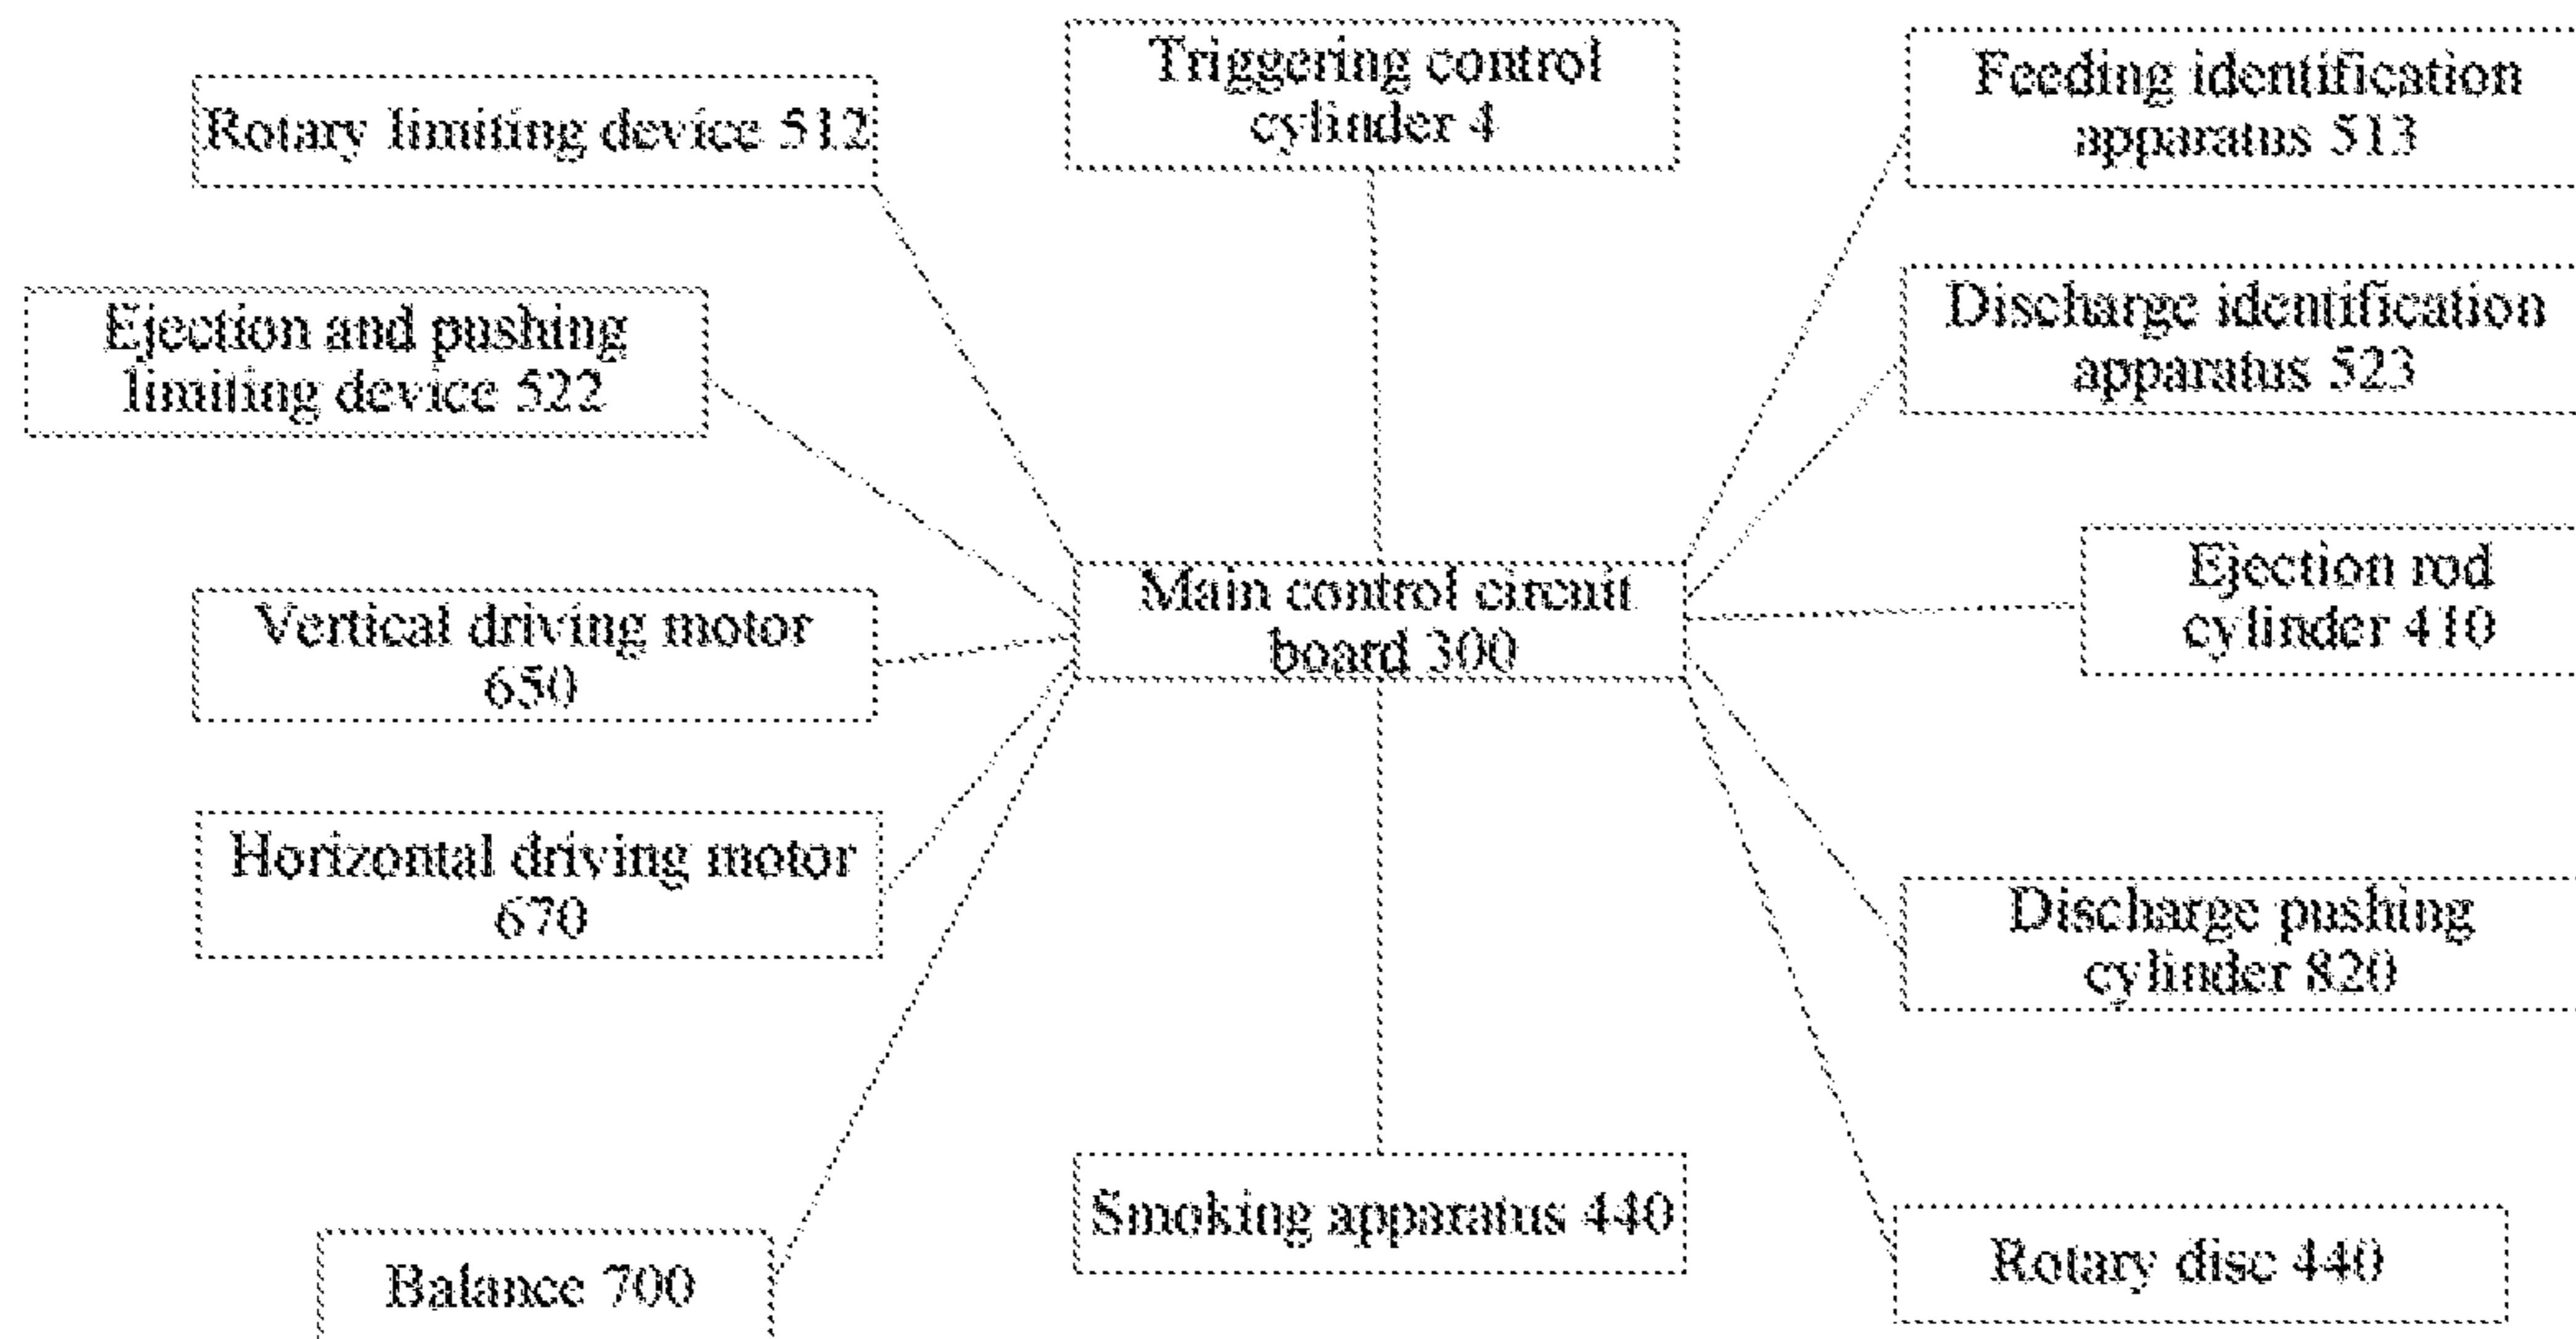 Triggering control
cylinder 4
Rotary limiting device 512
Feeding identification
apparatus 513
Ejection and pushing
limiting device 522
Discharge identification
apparatus 523
Main control circuit
board 300
Ejection rod
cylinder 410
Vertical driving motor
650
Horizontal driving motor
670
Discharge pushing
cylinder 820
Smoking apparatus 440
Balance 700
Rotary disc 440